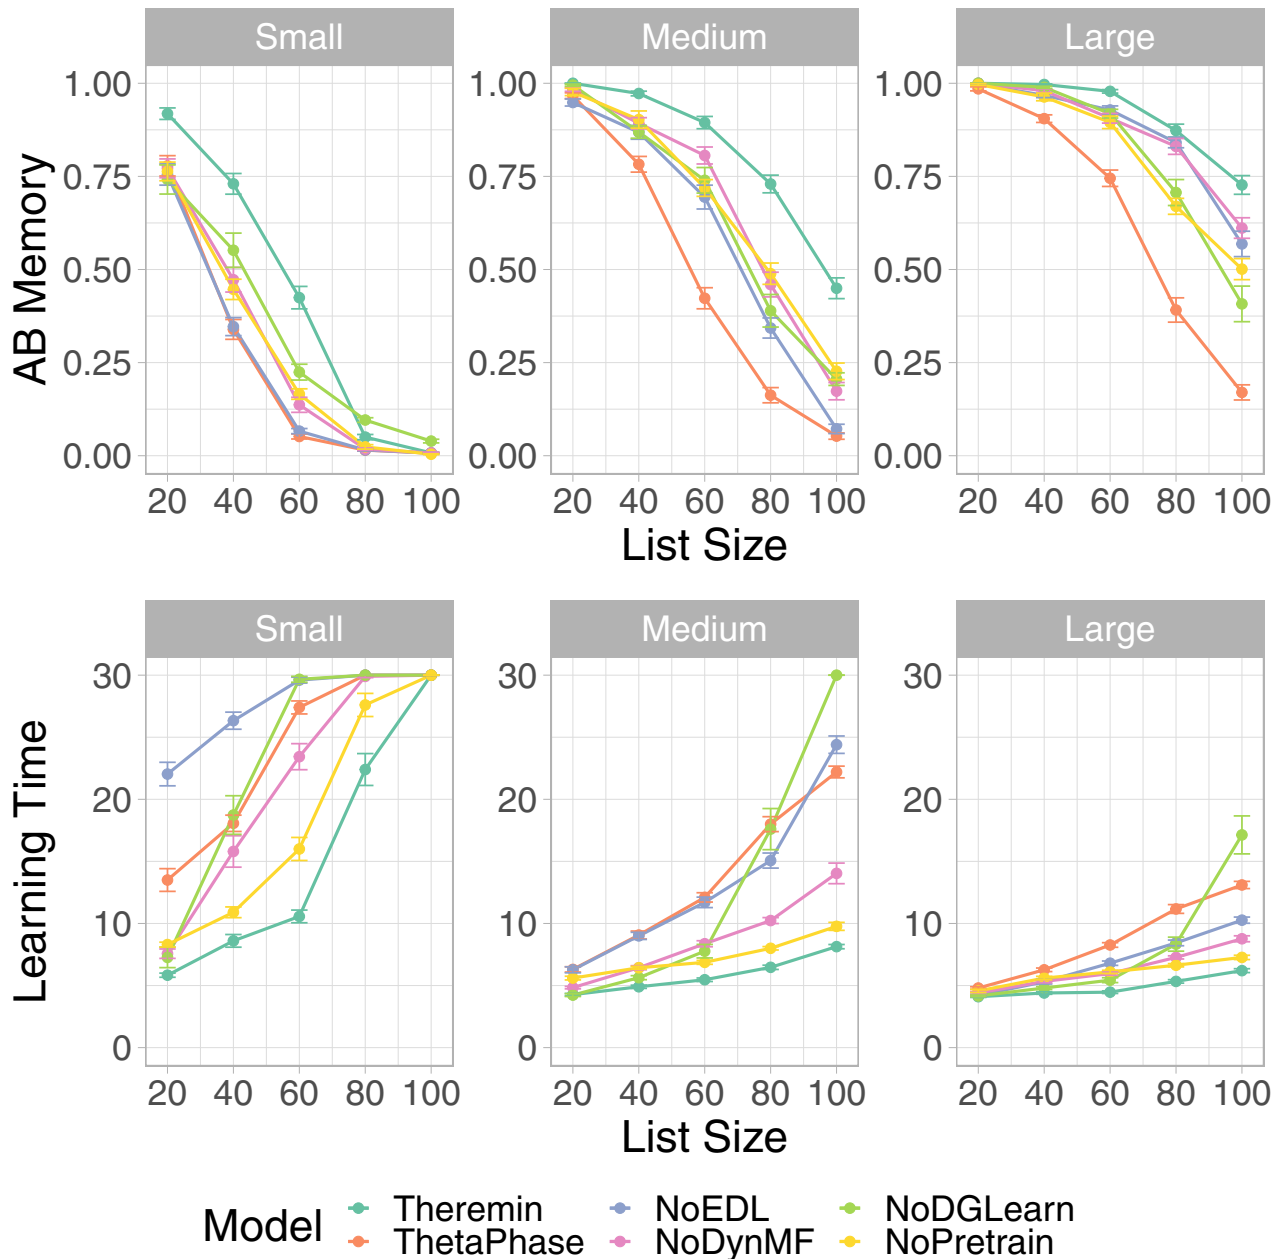 Small Medium Large
1.00 1.00 1.00
0.75 0.75 0.75
0.50 0.50 0.50
0.25 0.25 0.25
0.00 0.00 0.00
AB Memory
20 40 60 80 100 20 40 60 80 100 20 40 60 80 100
List Size
Small Medium Large
30 30 30
20 20 20
10 10 10
0 0 0
Learning Time
20 40 60 80 100 20 40 60 80 100 20 40 60 80 100
List Size
Model
Theremin NoEDL NoDGLearn
ThetaPhase NoDynMF NoPretrain